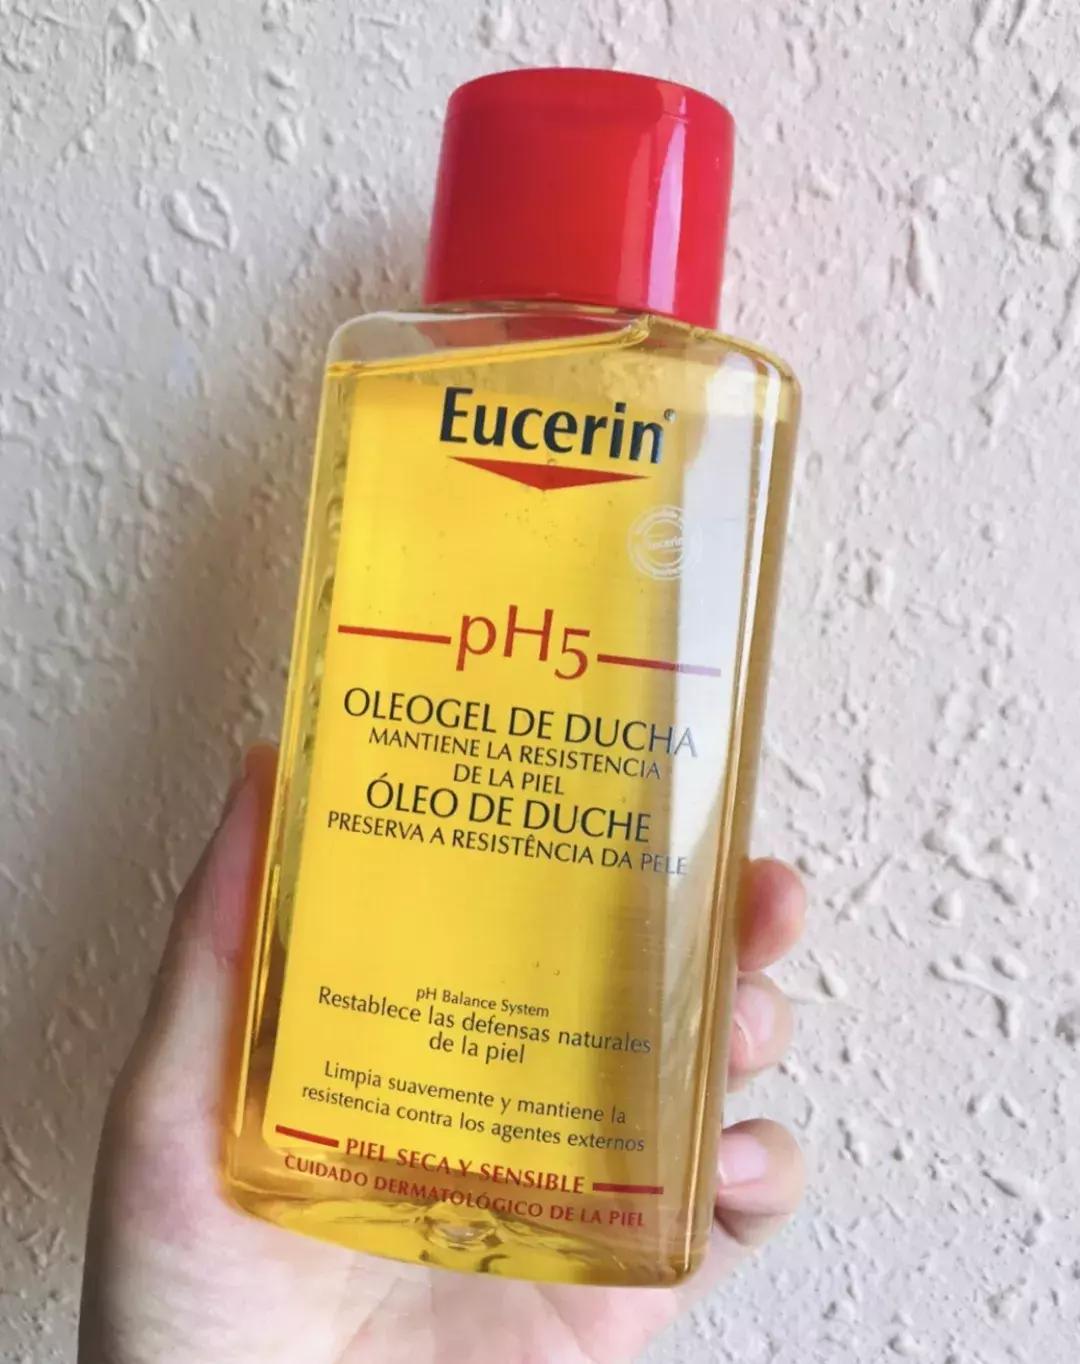 Eucerin®
eucerin
pH5
OLEOGEL DE DUCHA
MANTIENE LA RESISTENCIA
DE LA PIEL
ÓLEO DE DUCHE
PRESERVA A RESISTÊNCIA DA PELE
pH Balance System
Restablece las defensas naturales
de la piel
Limpia suavemente y mantiene la
resistencia contra los agentes externos
PIEL SECA Y SENSIBLE
CUIDADO DERMATOLÓGICO DE LA PIEL